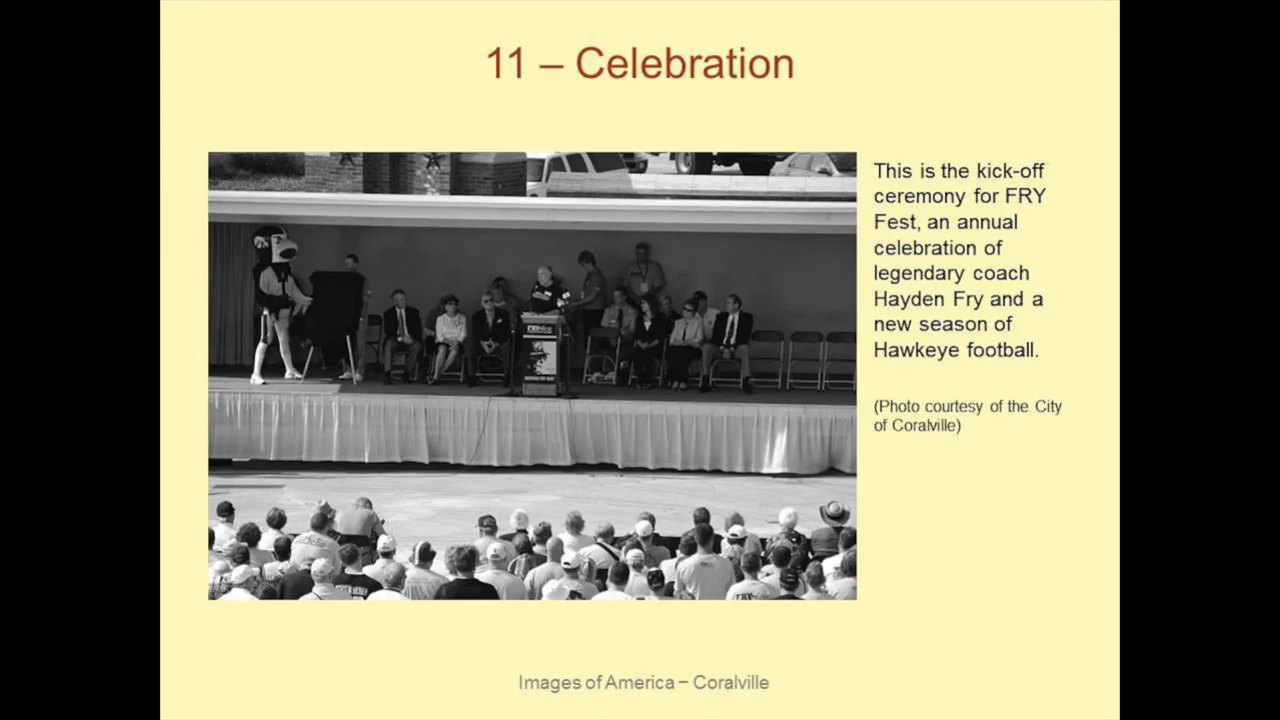 11 – Celebration
This is the kick-off
ceremony for FRY
Fest, an annual
celebration of
legendary coach
Hayden Fry and a
new season of
Hawkeye football.
(Photo courtesy of the City
of Coralville)
Images of America – Coralville